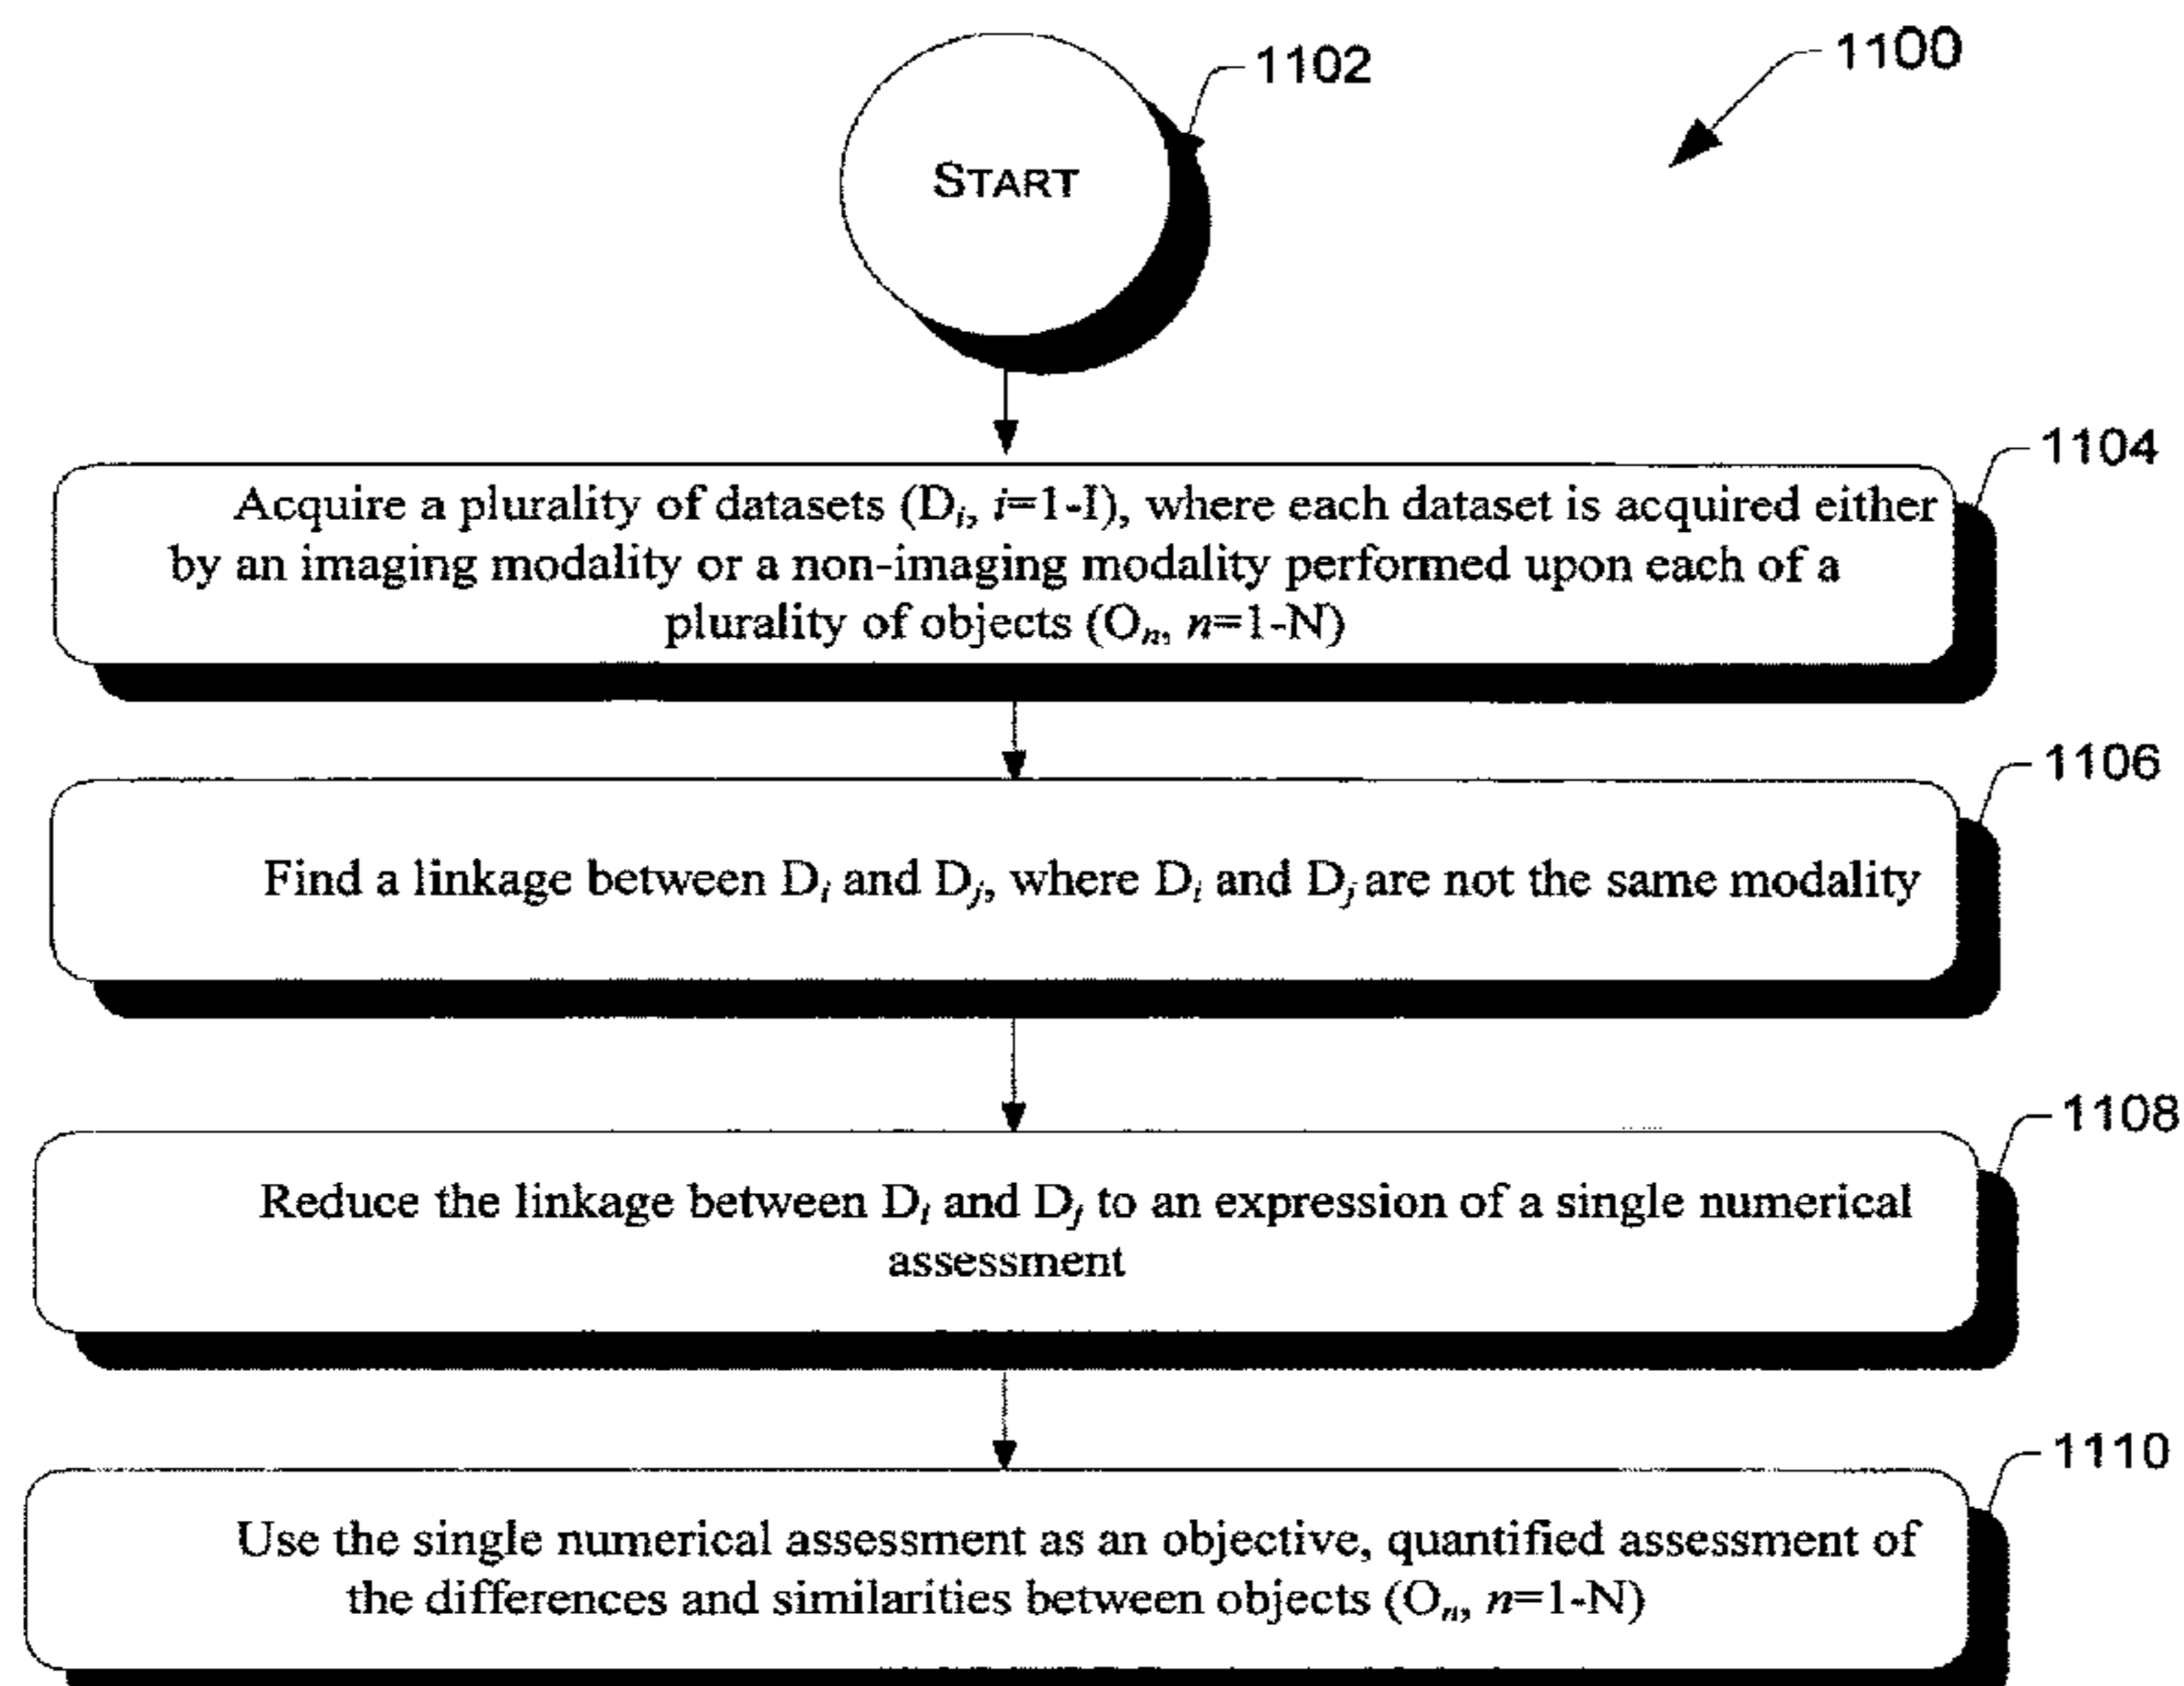 1100
1102
START
1104
Acquire a plurality of datasets (Di, i=1-I), where each dataset is acquired either
by an imaging modality or a non-imaging modality performed upon each of a
plurality of objects (On, n=1-N)
1106
Find a linkage between Di and Dj, where Di and Dj are not the same modality
1108
Reduce the linkage between Di and Dj to an expression of a single numerical
assessment
1110
Use the single numerical assessment as an objective, quantified assessment of
the differences and similarities between objects (On, n=1-N)